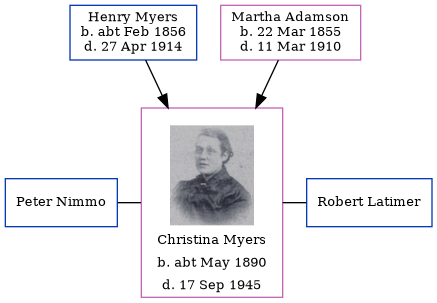 Henry Myers
b. abt Feb 1856
d. 27 Apr 1914
Martha Adamson
b. 22 Mar 1855
d. 11 Mar 1910
Peter Nimmo
Christina Myers
b. abt May 1890
d. 17 Sep 1945
Robert Latimer